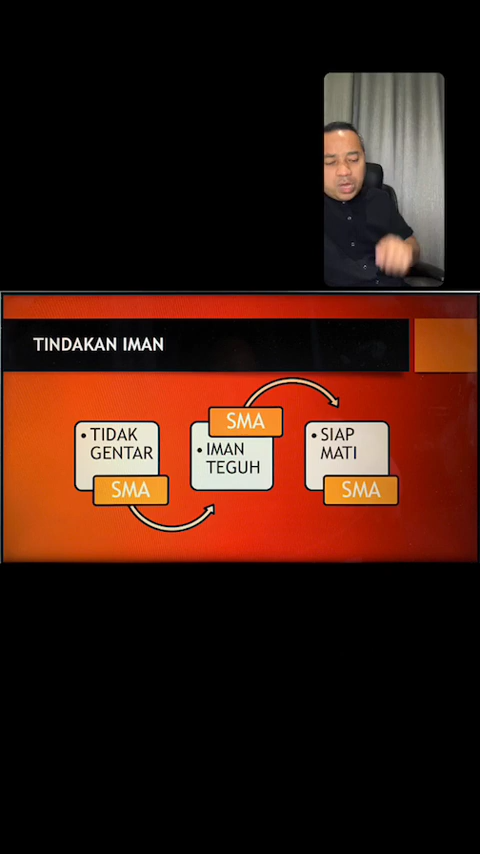 TINDAKAN IMAN
• TIDAK
GENTAR
SMA
SMA
• IMAN
TEGUH
• SIAP
MATI
SMA